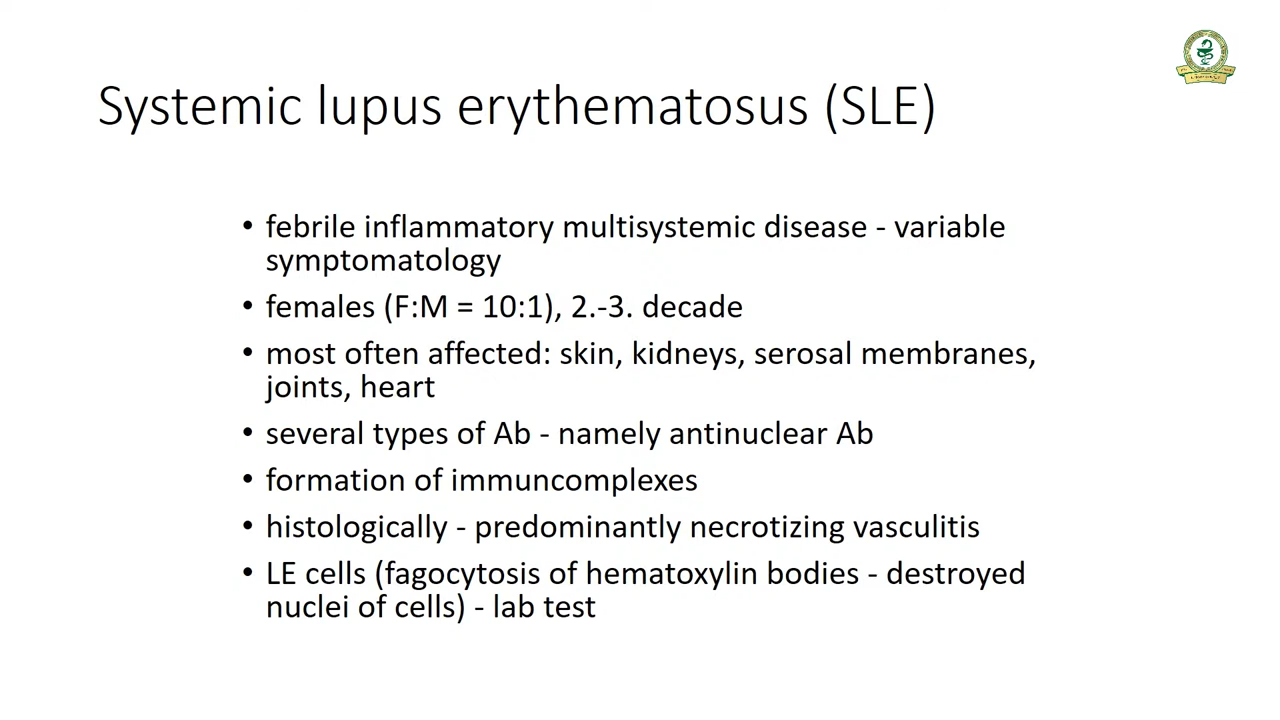 Systemic lupus erythematosus (SLE)
• febrile inflammatory multisystemic disease - variable
symptomatology
• females (F:M = 10:1), 2.-3. decade
• most often affected: skin, kidneys, serosal membranes,
joints, heart
• several types of Ab - namely antinuclear Ab
• formation of immuncomplexes
• histologically - predominantly necrotizing vasculitis
• LE cells (fagocytosis of hematoxylin bodies - destroyed
nuclei of cells) - lab test